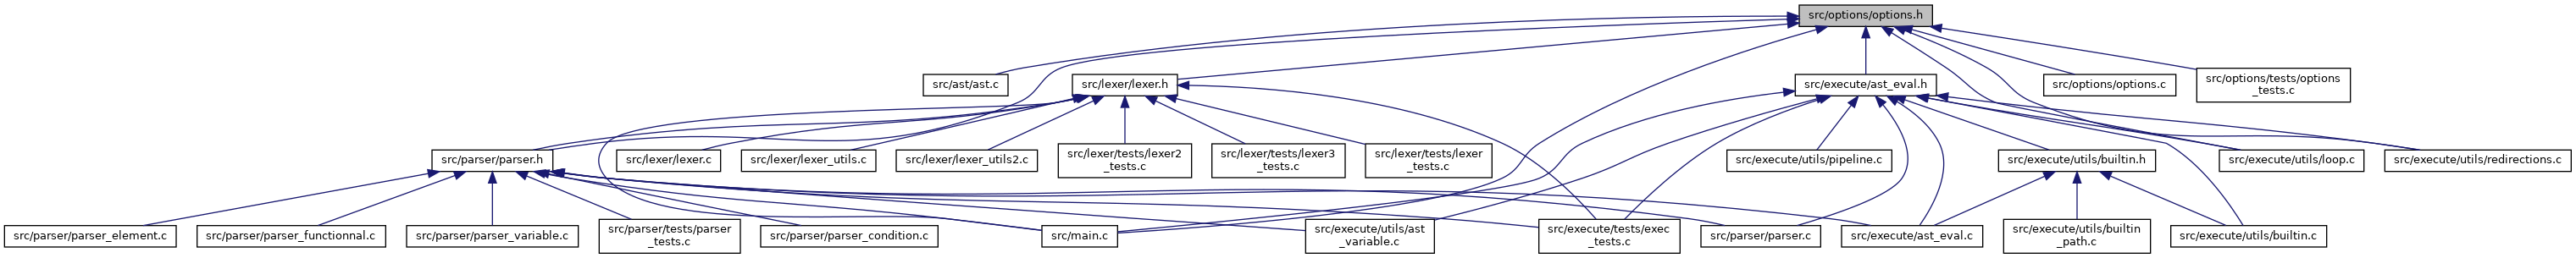 src/options/options.h
src/ast/ast.c
src/lexer/lexer.h
src/execute/ast_eval.h
src/options/options.c
src/options/tests/options
_tests.c
src/parser/parser.h
src/lexer/lexer.c
src/lexer/lexer_utils.c
src/lexer/lexer_utils2.c
src/lexer/tests/lexer2
_tests.c
src/lexer/tests/lexer3
_tests.c
src/lexer/tests/lexer
_tests.c
src/execute/utils/pipeline.c
src/execute/utils/builtin.h
src/execute/utils/loop.c
src/execute/utils/redirections.c
src/parser/parser_element.c
src/parser/parser_functionnal.c
src/parser/parser_variable.c
src/parser/tests/parser
_tests.c
src/parser/parser_condition.c
src/main.c
src/execute/utils/ast
_variable.c
src/execute/tests/exec
_tests.c
src/parser/parser.c
src/execute/ast_eval.c
src/execute/utils/builtin
_path.c
src/execute/utils/builtin.c